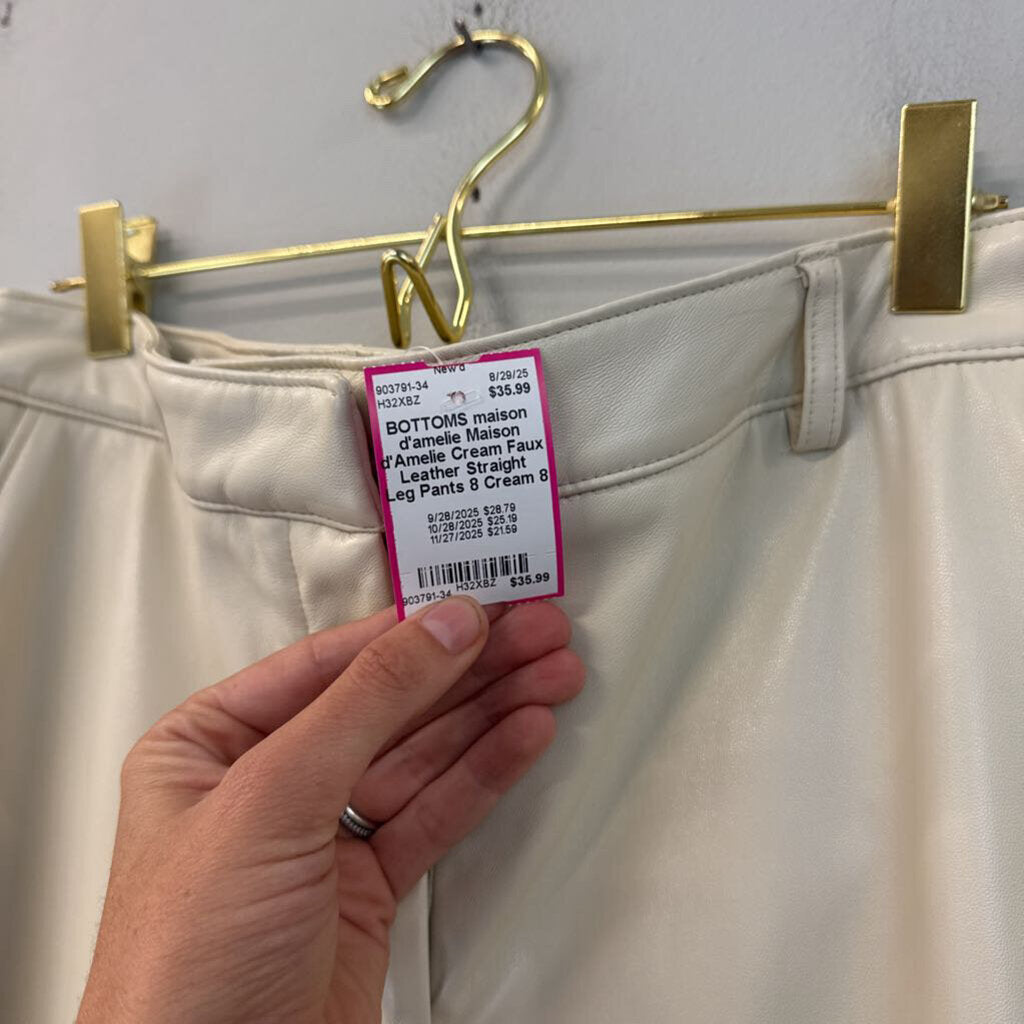 New'd
903791-34 8/29/25
H32XBZ $35.99
BOTTOMS maison
d'amelie Maison
d'Amelie Cream Faux
Leather Straight
Leg Pants 8 Cream 8
9/28/2025 $28.79
10/28/2025 $25.19
11/27/2025 $21.59
903791-34 H32XBZ $35.99